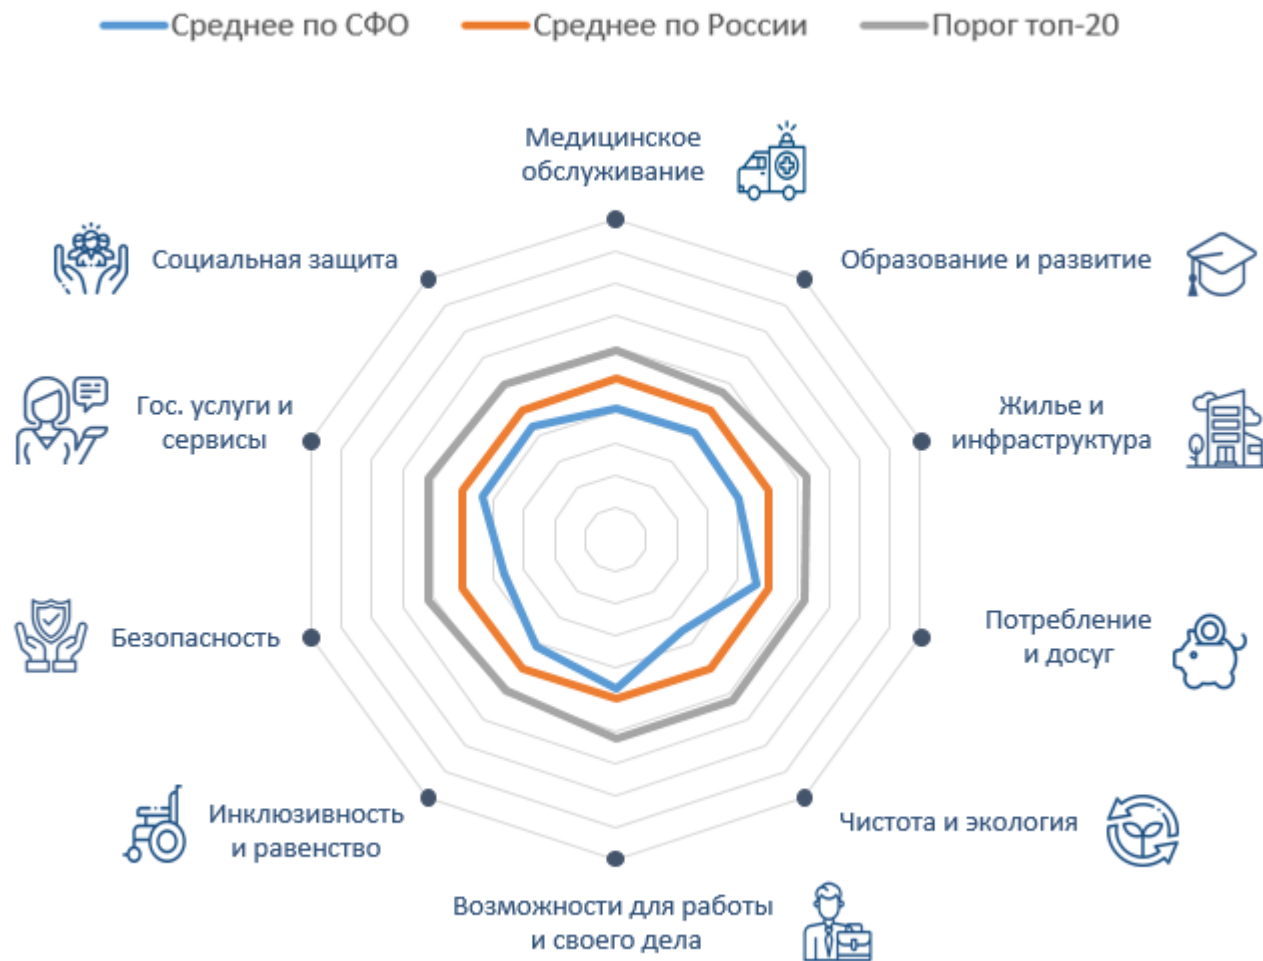 Среднее по СФО
Среднее по России
Порог топ-20
Медицинское
обслуживание
Социальная защита
Образование и развитие
Гос. услуги и
сервисы
Жилье и
инфраструктура
Безопасность
Потребление
и досуг
Инклюзивность
и равенство
Чистота и экология
Возможности для работы
и своего дела